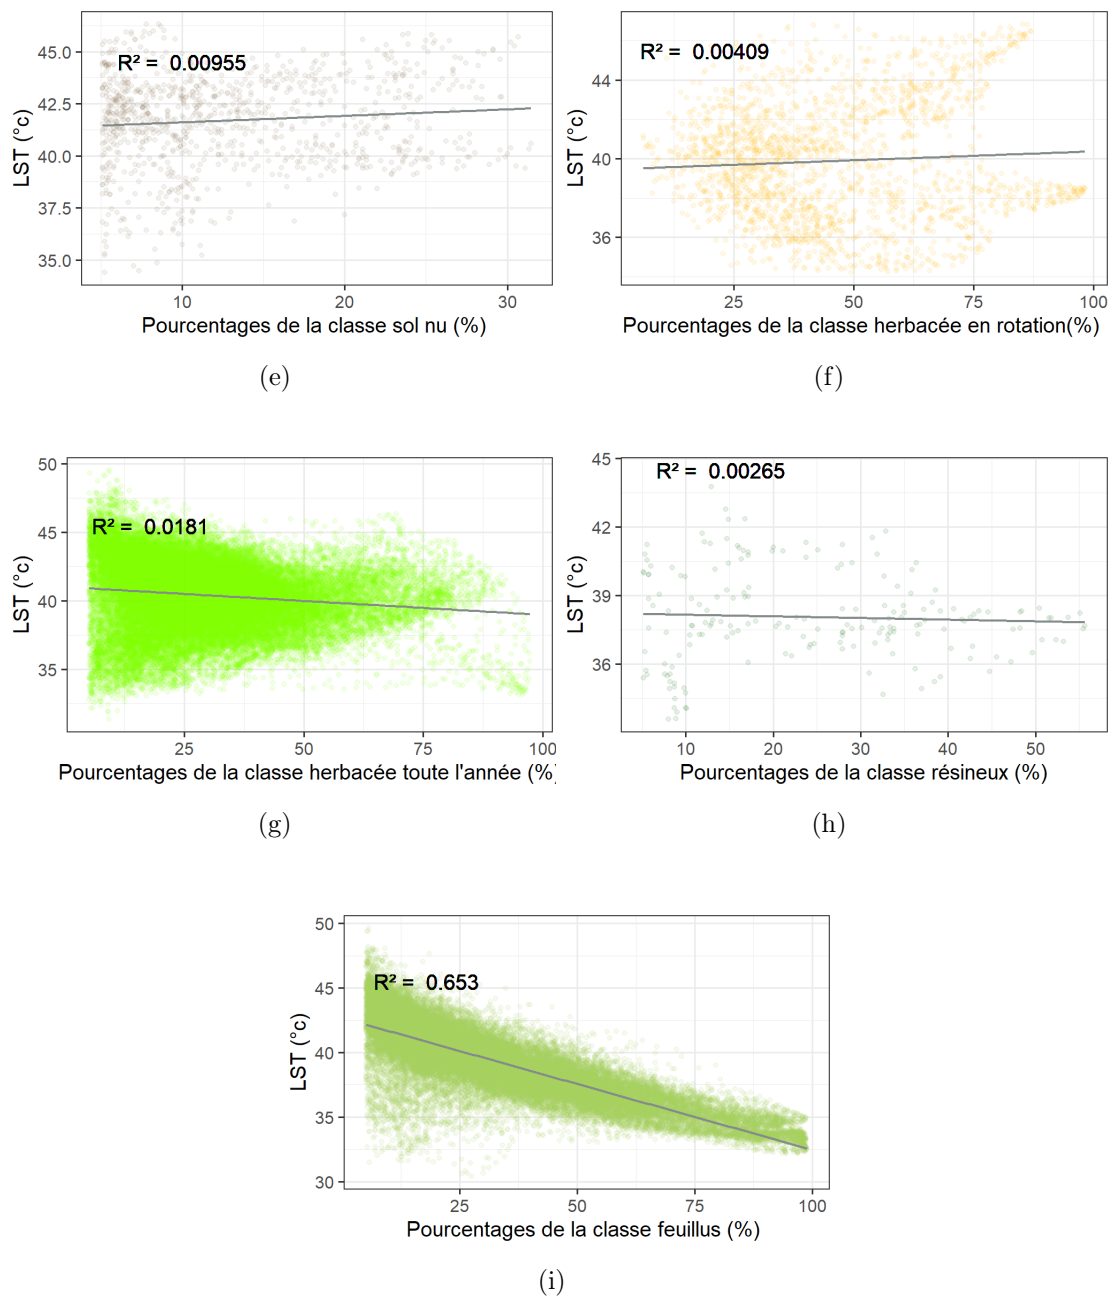 R² = 0.00955
45.0
42.5
40.0
37.5
35.0
LST (°c)
10 20 30
Pourcentages de la classe sol nu (%)
(e)
R² = 0.00409
44
40
36
LST (°c)
25 50 75 100
Pourcentages de la classe herbacée en rotation(%)
(f)
50
R² = 0.0181
45
40
35
LST (°c)
25 50 75 100
Pourcentages de la classe herbacée toute l'année (%)
(g)
45
R² = 0.00265
42
39
36
LST (°c)
10 20 30 40 50
Pourcentages de la classe résineux (%)
(h)
50
R² = 0.653
45
40
35
30
LST (°c)
25 50 75 100
Pourcentages de la classe feuillus (%)
(i)